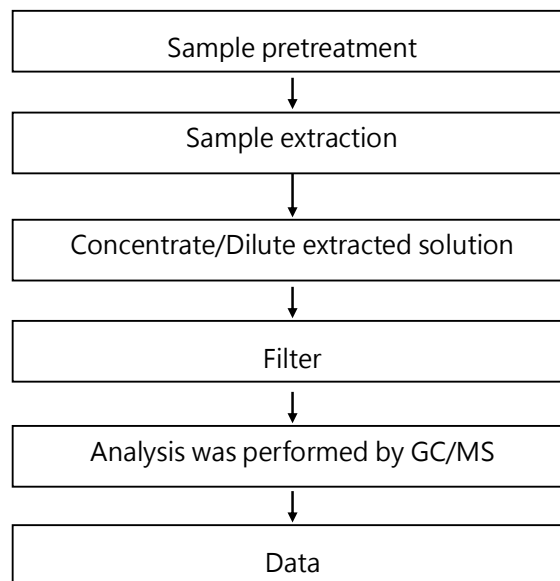 Sample pretreatment
Sample extraction
Concentrate/Dilute extracted solution
Filter
Analysis was performed by GC/MS
Data